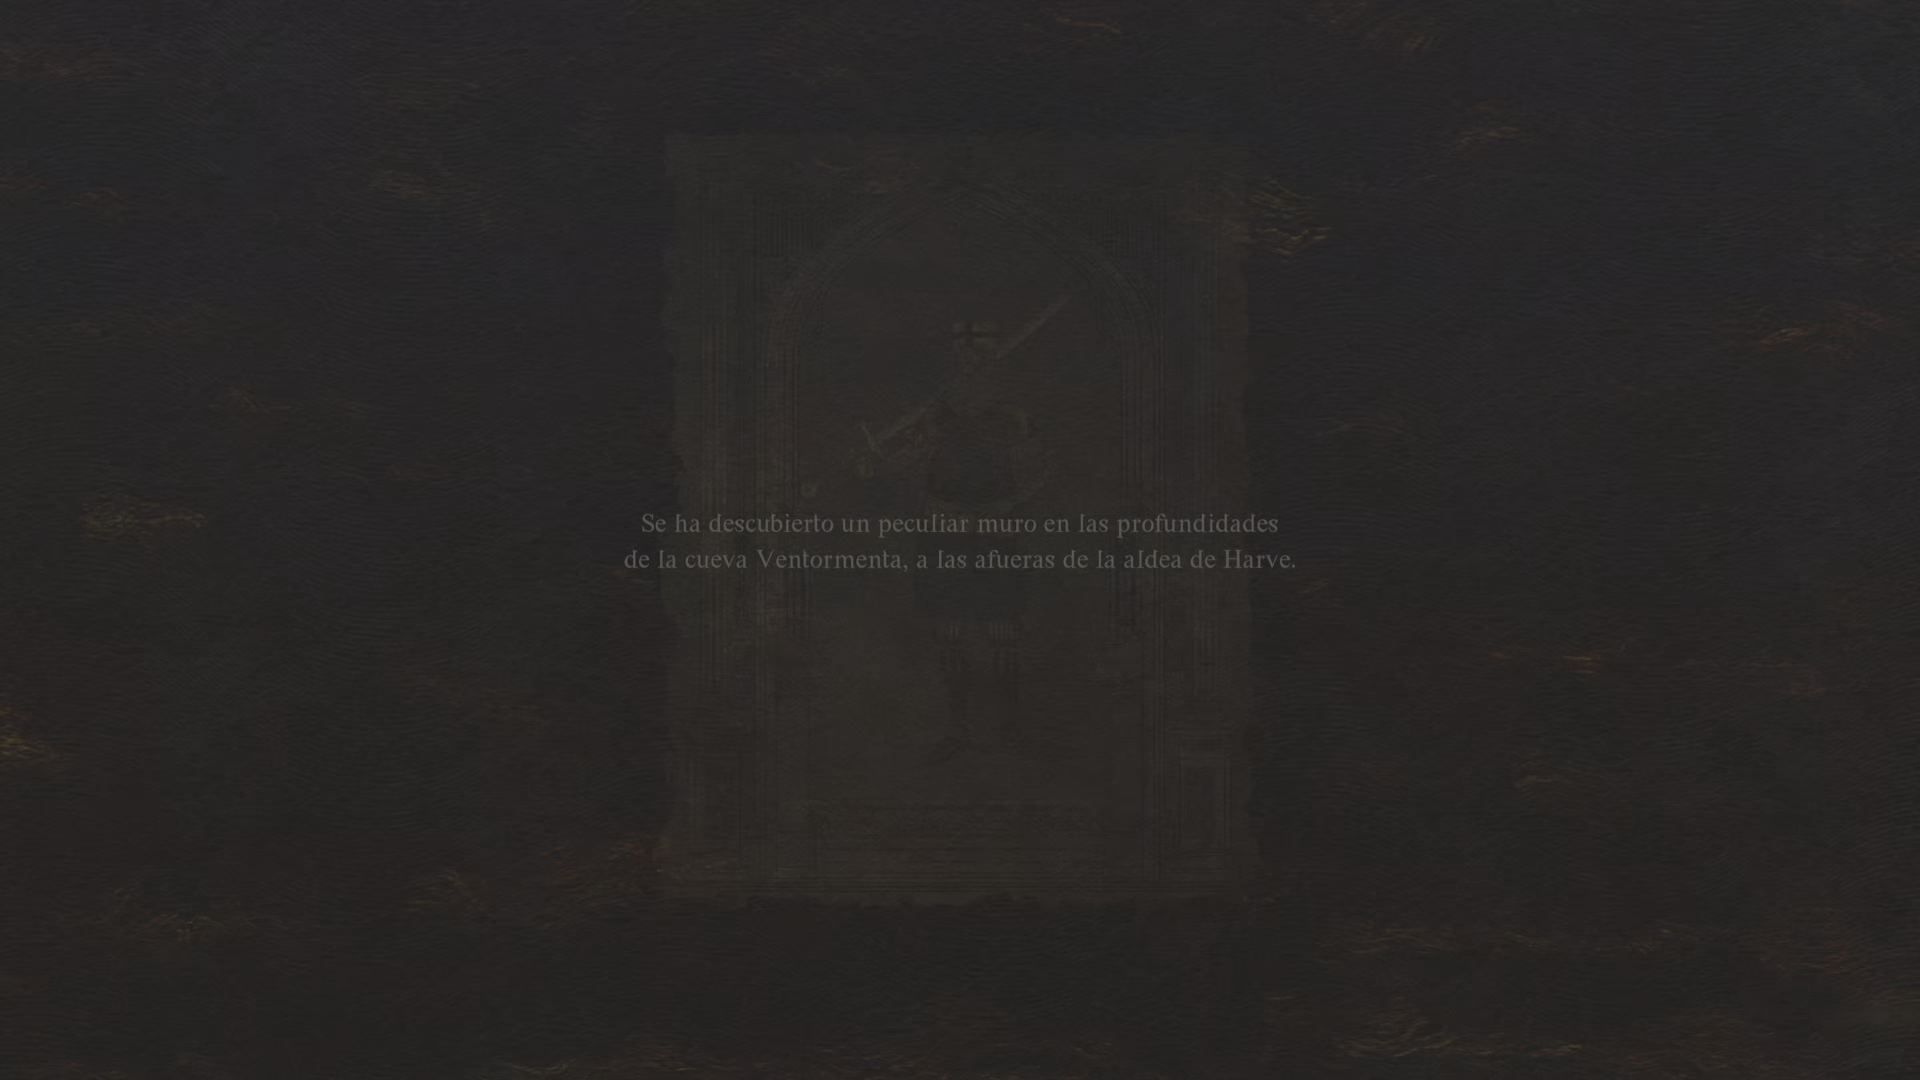 Se ha descubierto un peculiar muro en las profundidades
de la cueva Ventormenta, a las afueras de la aldea de Harve.